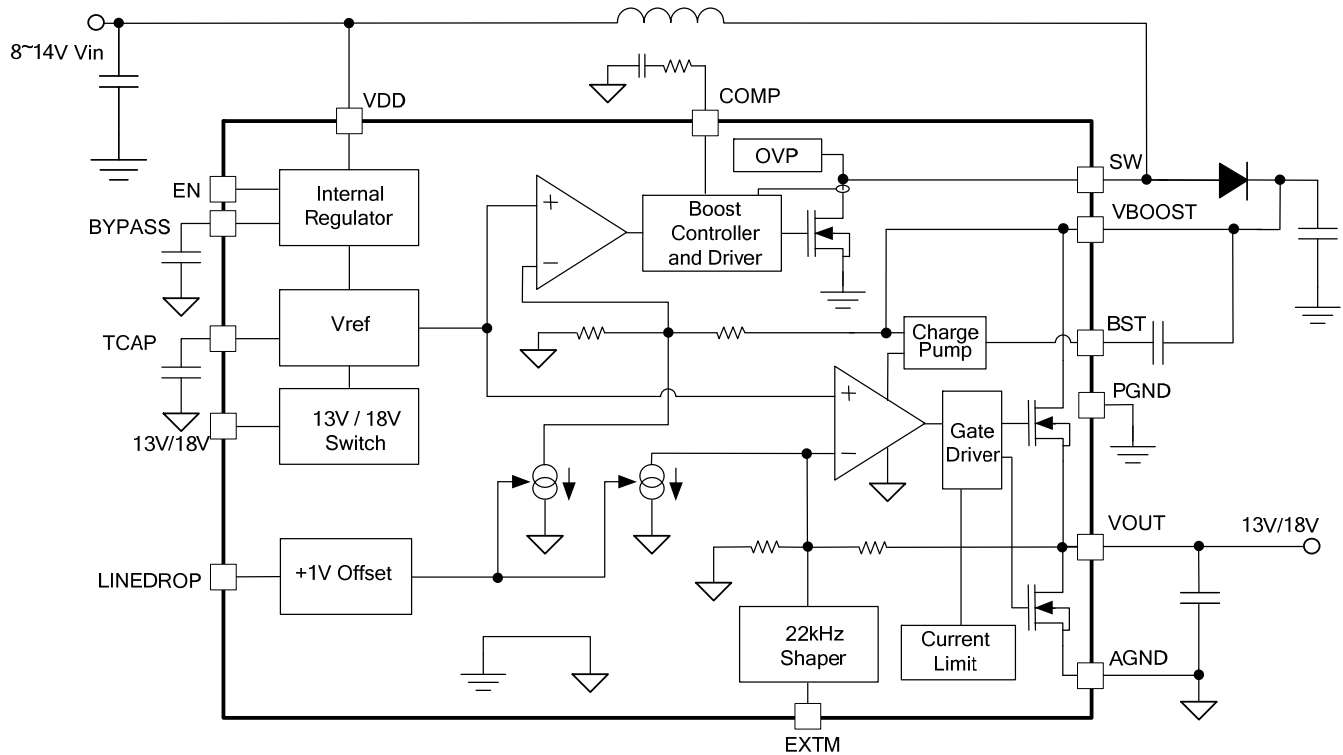 8~14V Vin
VDD
COMP
OVP
SW
EN
Internal
Regulator
BYPASS
Boost
Controller
and Driver
+
−
VBOOST
TCAP
Vref
Charge
Pump
BST
PGND
13V/18V
13V / 18V
Switch
+
−
Gate
Driver
VOUT
13V/18V
LINEDROP
+1V Offset
22kHz
Shaper
Current
Limit
AGND
EXTM